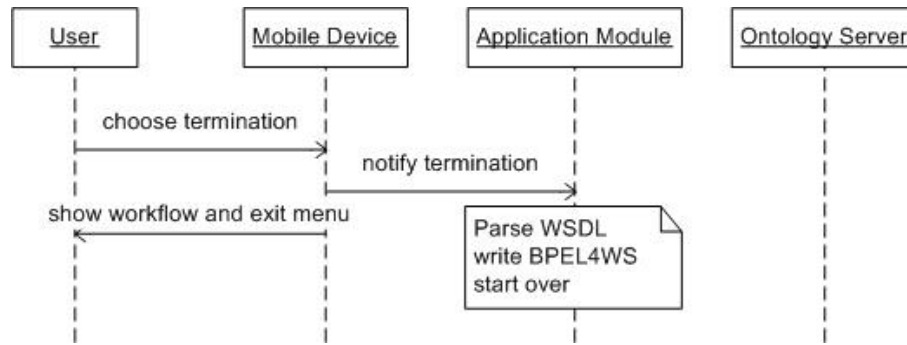 User
Mobile Device
Application Module
Ontology Server
choose termination
notify termination
show workflow and exit menu
Parse WSDL
write BPEL4WS
start over